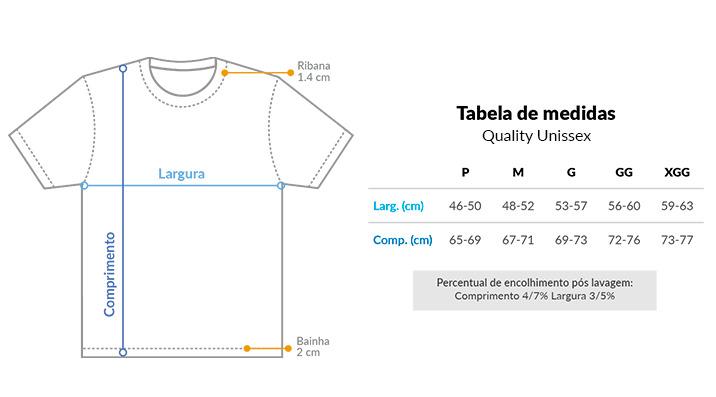 Ribana
1.4 cm
Largura
Comprimento
Bainha
2 cm
Tabela de medidas
Quality Unissex
P M G GG XGG
Larg. (cm) 46-50 48-52 53-57 56-60 59-63
Comp. (cm) 65-69 67-71 69-73 72-76 73-77
Percentual de encolhimento pós lavagem:
Comprimento 4/7% Largura 3/5%